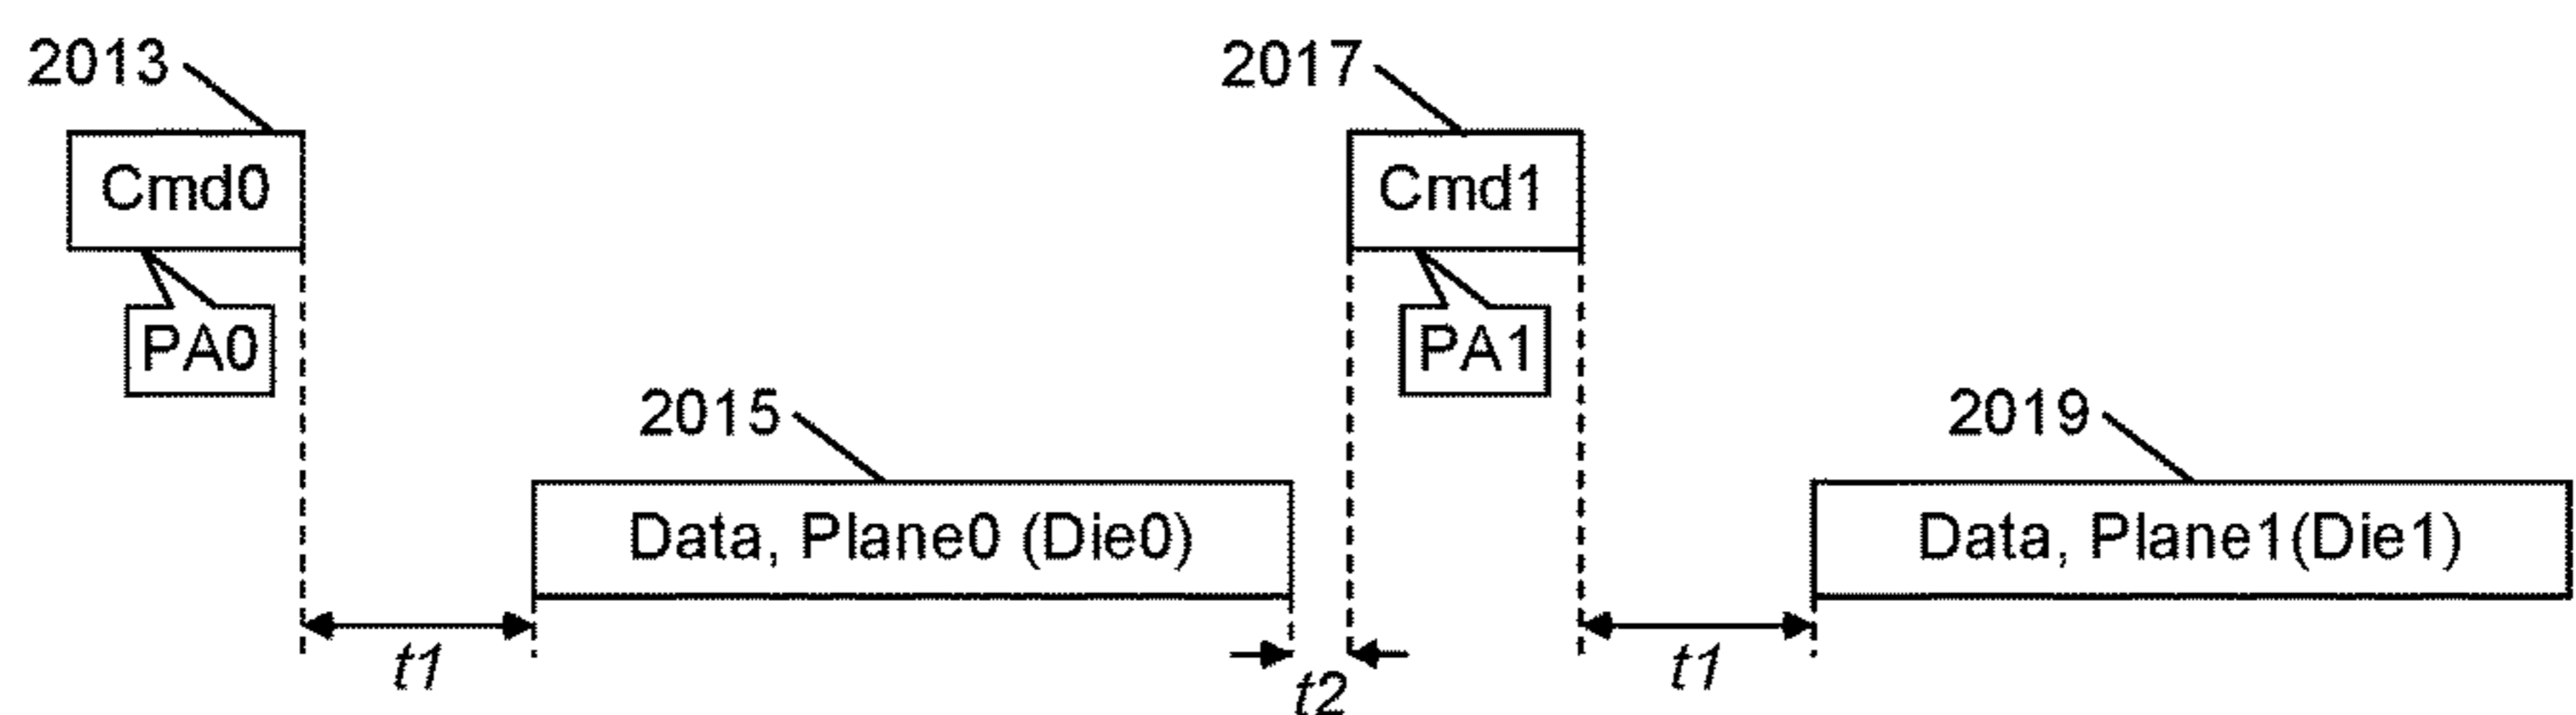 2013
2017
Cmd0
Cmd1
PA0
PA1
2015
2019
Data, Plane0 (Die0)
Data, Plane1(Die1)
t1
t2
t1